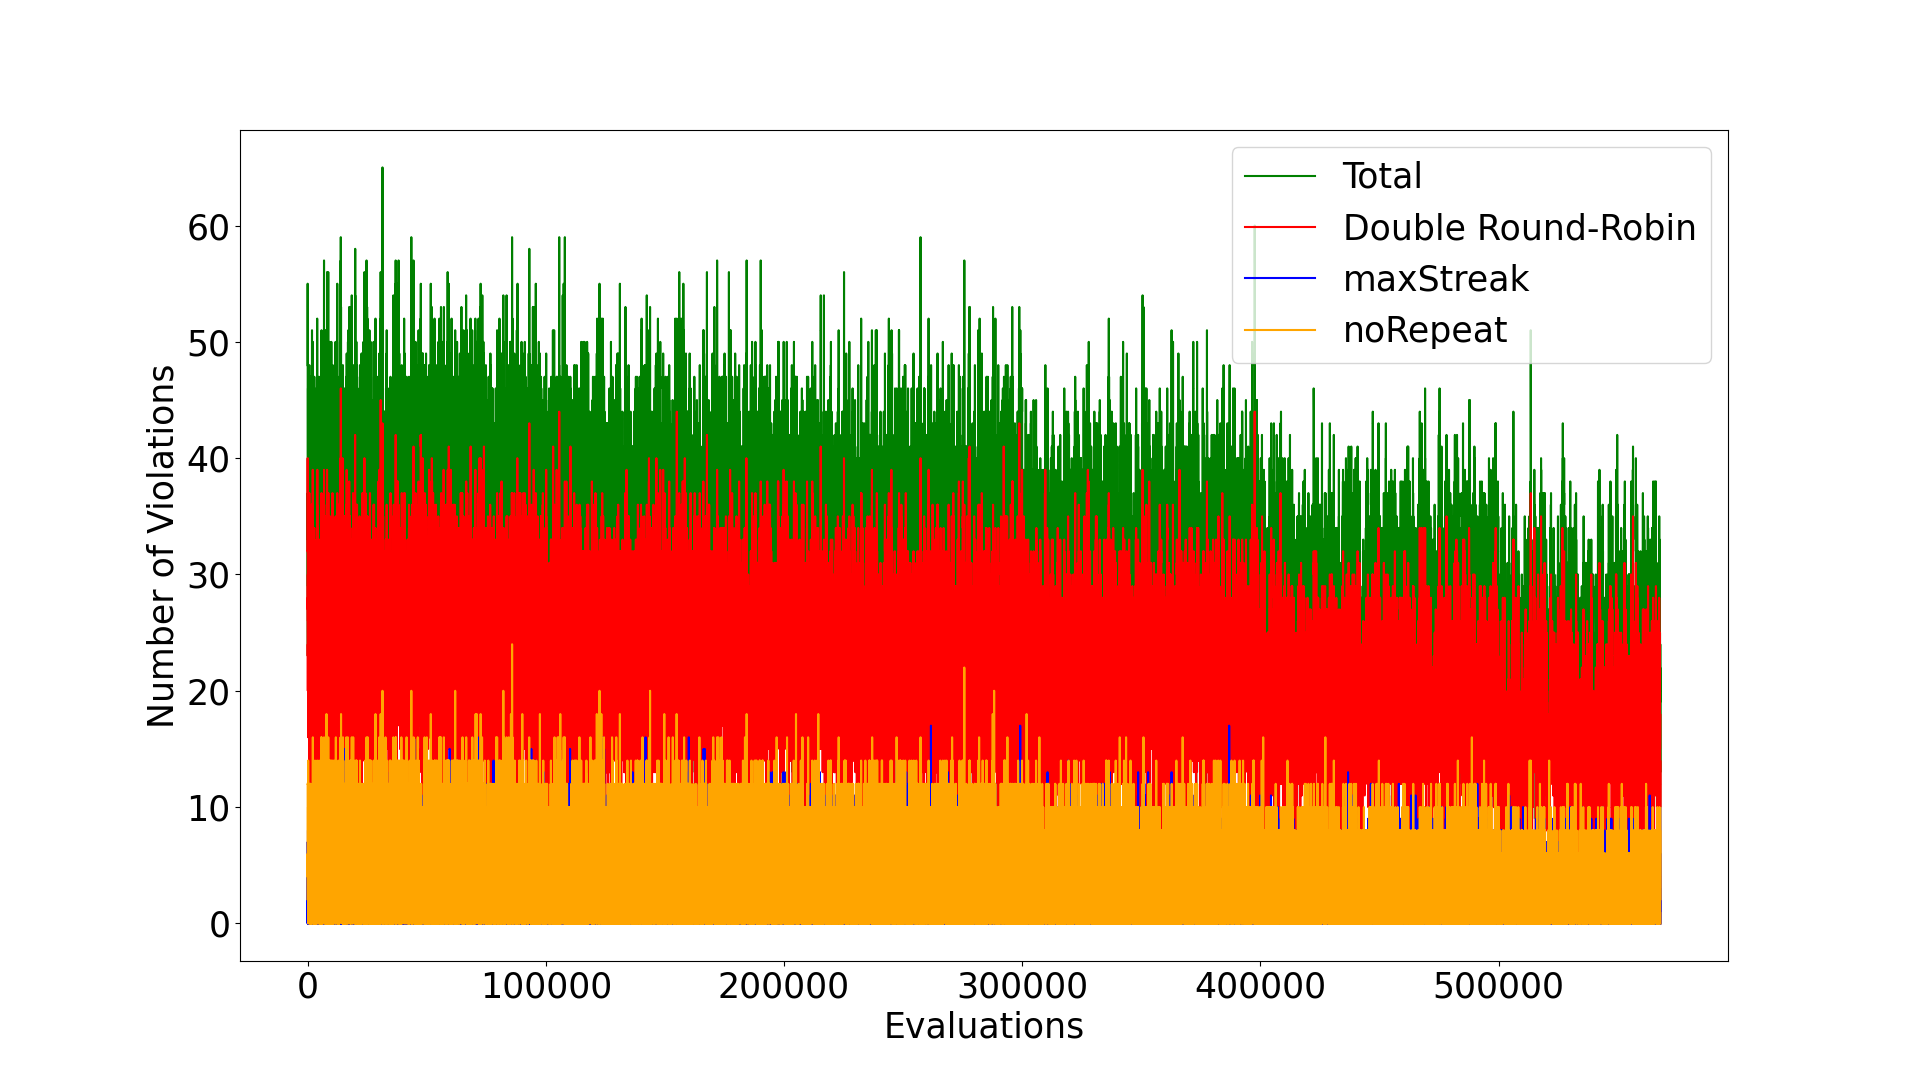 Total
Double Round-Robin
maxStreak
noRepeat
Number of Violations
60
50
40
30
20
10
0
0 100000 200000 300000 400000 500000
Evaluations